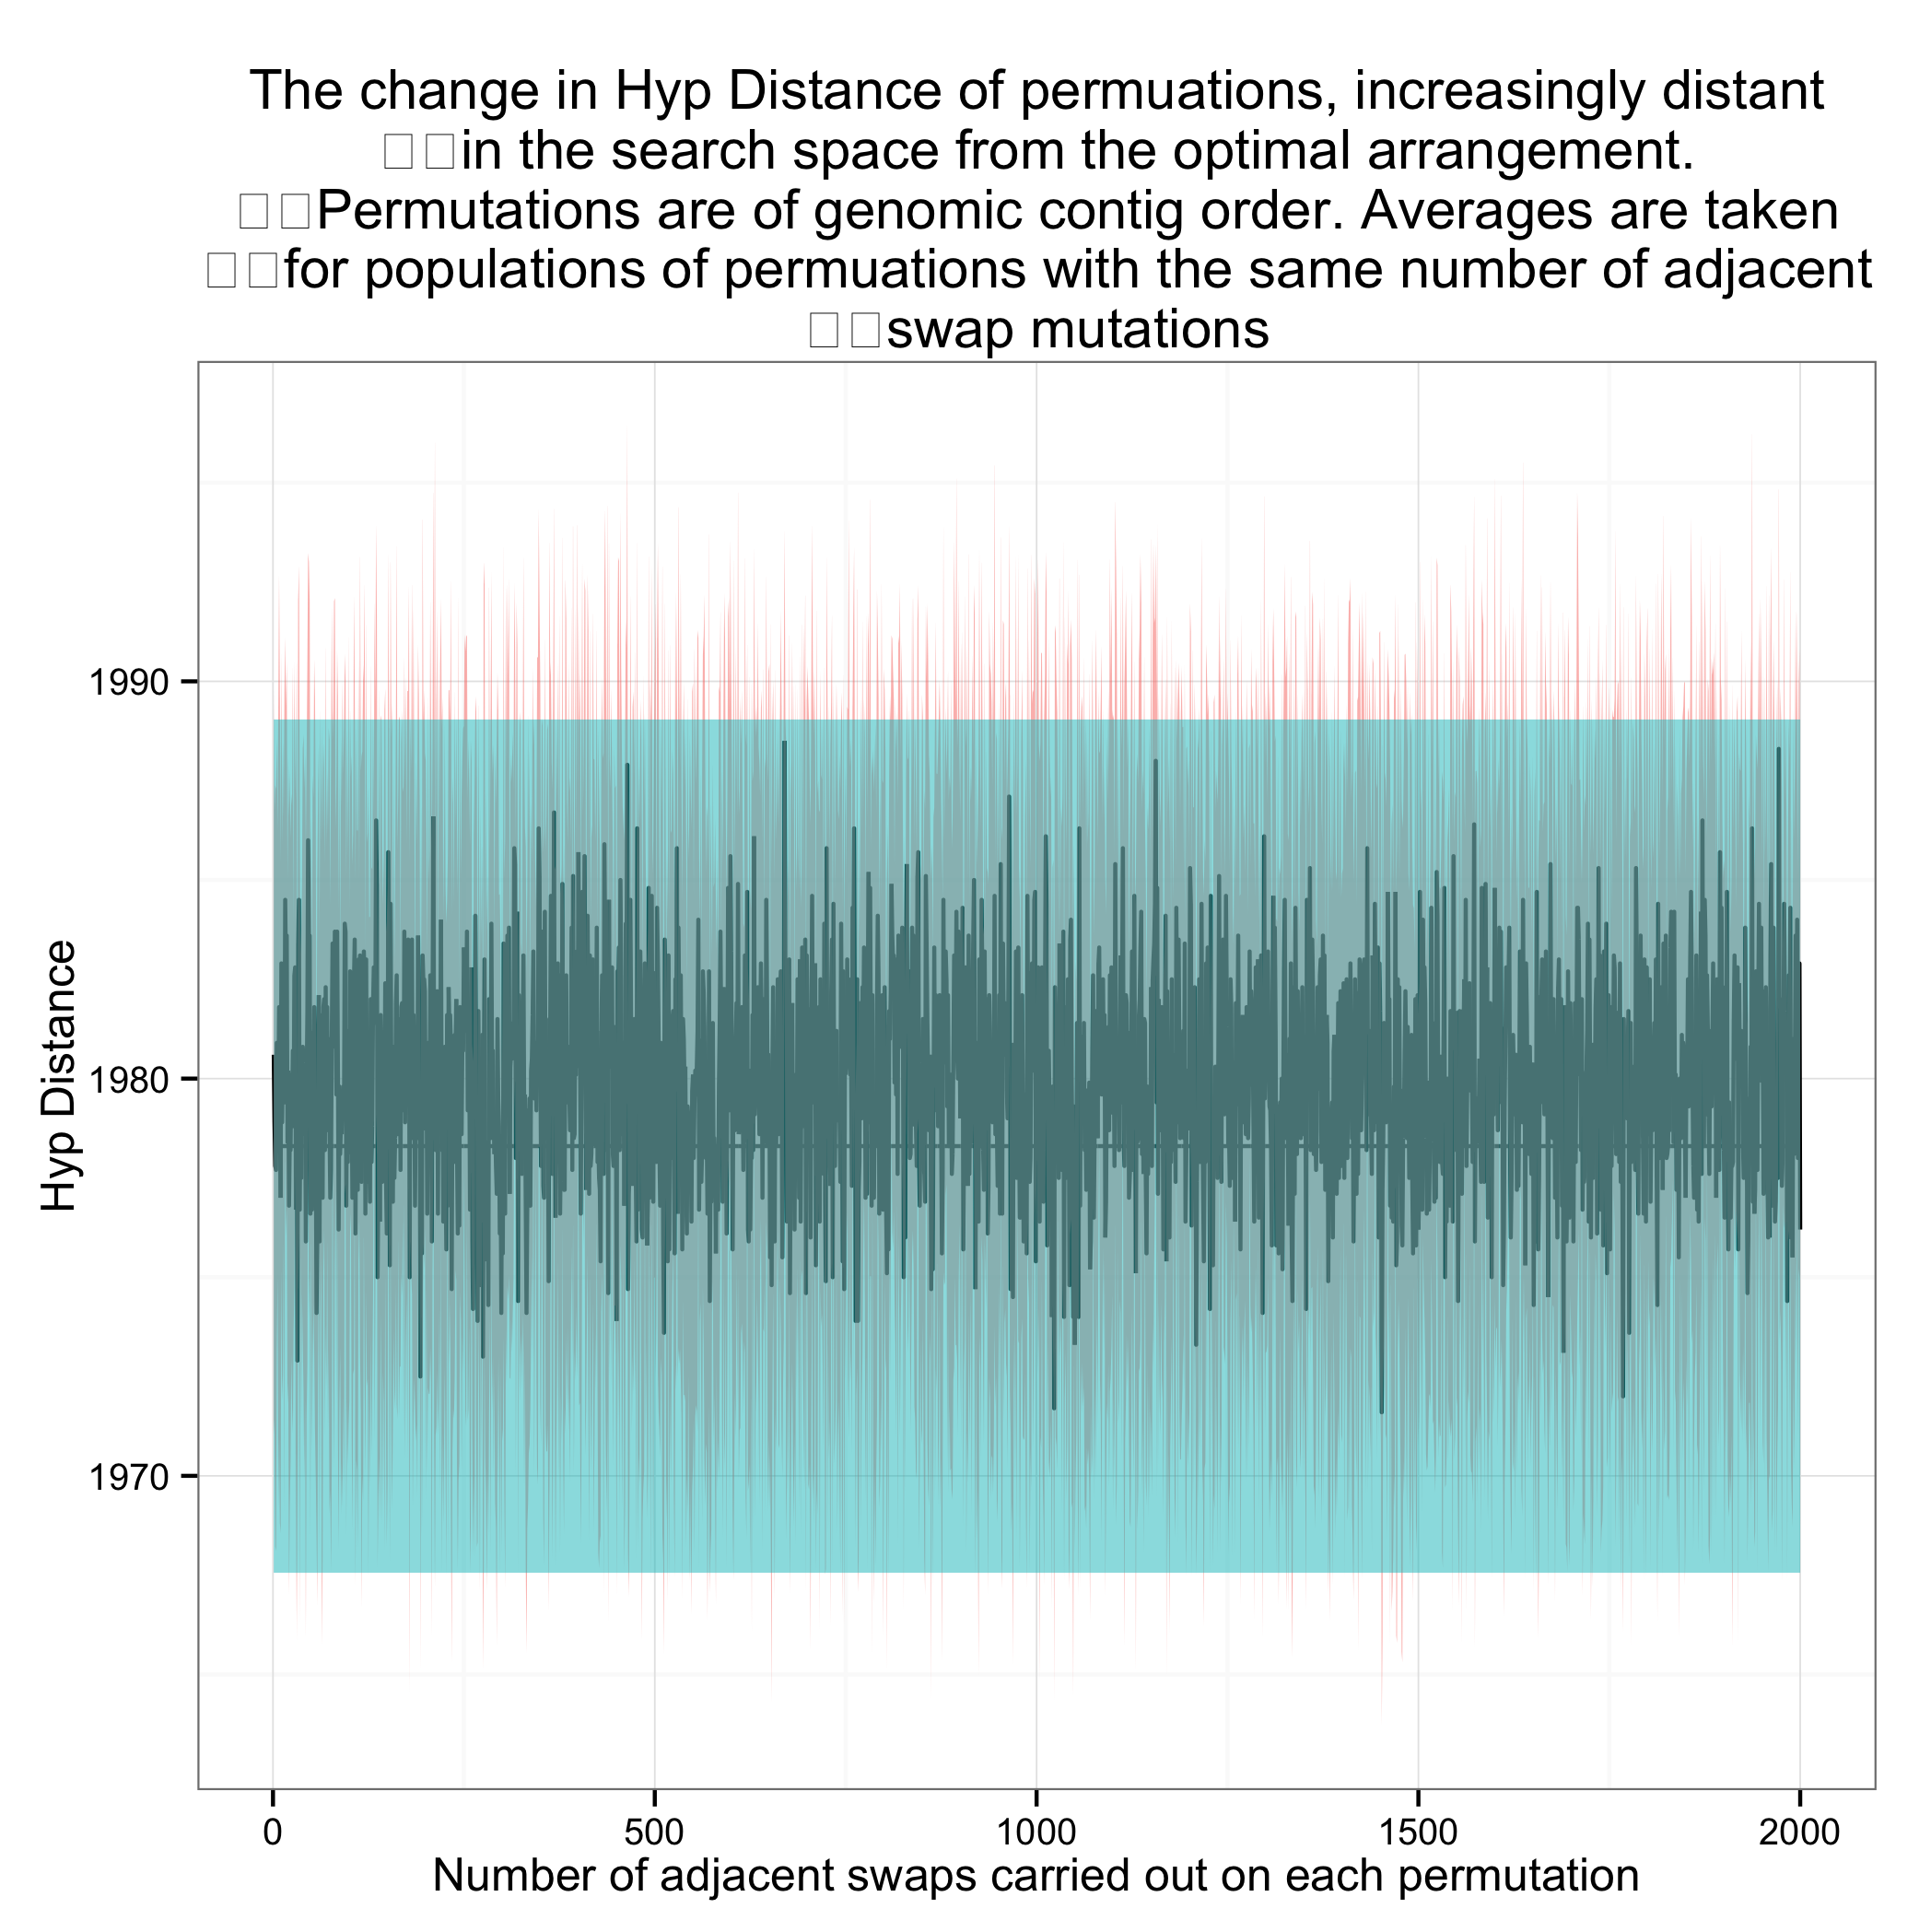 The change in Hyp Distance of permuations, increasingly distant
□□in the search space from the optimal arrangement.
□□Permutations are of genomic contig order. Averages are taken
□□for populations of permuations with the same number of adjacent
□□swap mutations
Hyp Distance
1990
1980
1970
0 500 1000 1500 2000
Number of adjacent swaps carried out on each permutation